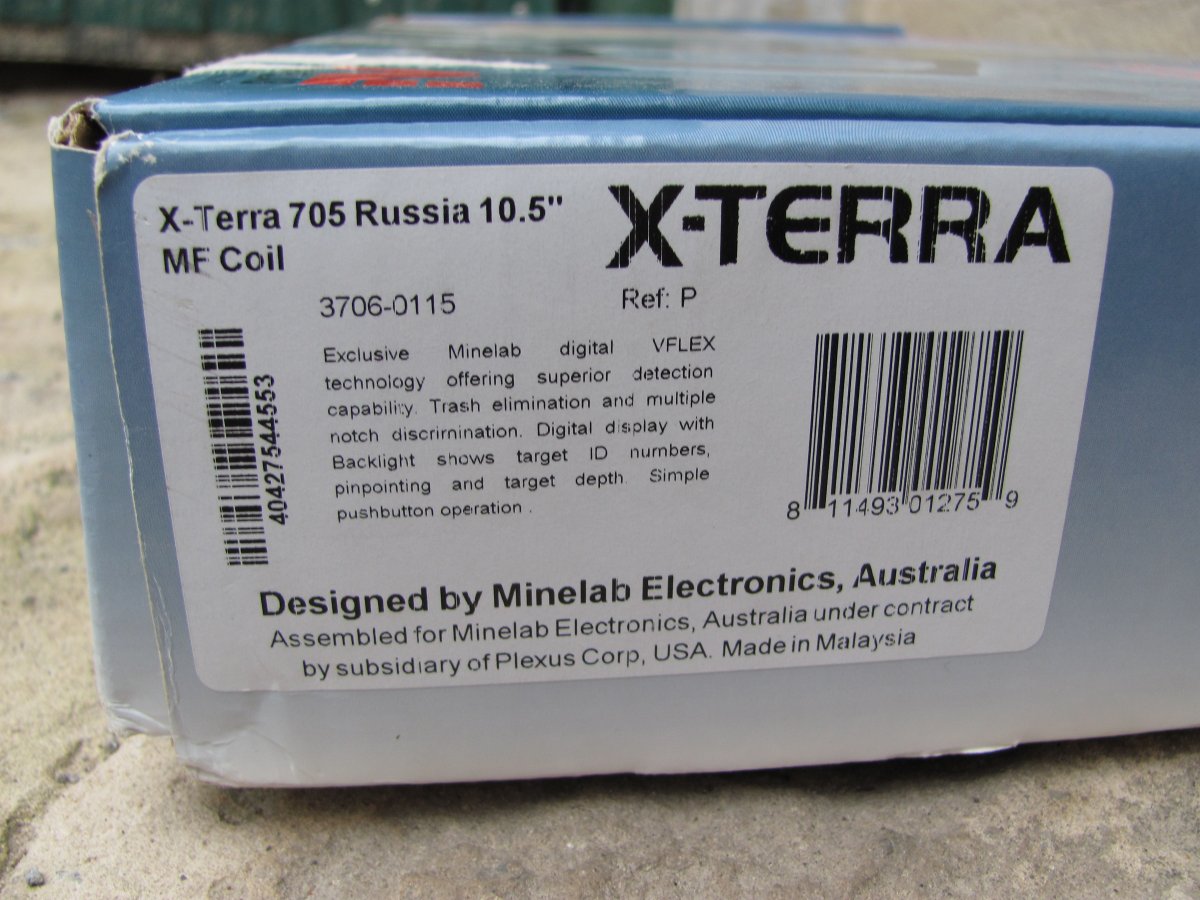 X-Terra 705 Russia 10.5"
MF Coil
X-TERRA
3706-0115
Ref: P
Exclusive Minelab digital VFLEX
technology offering superior detection
capability. Trash elimination and multiple
notch discrimination. Digital display with
Backlight shows target ID numbers,
pinpointing and target depth. Simple
pushbutton operation .
40427544553
8 11493 01275 9
Designed by Minelab Electronics, Australia
Assembled for Minelab Electronics, Australia under contract
by subsidiary of Plexus Corp, USA. Made in Malaysia